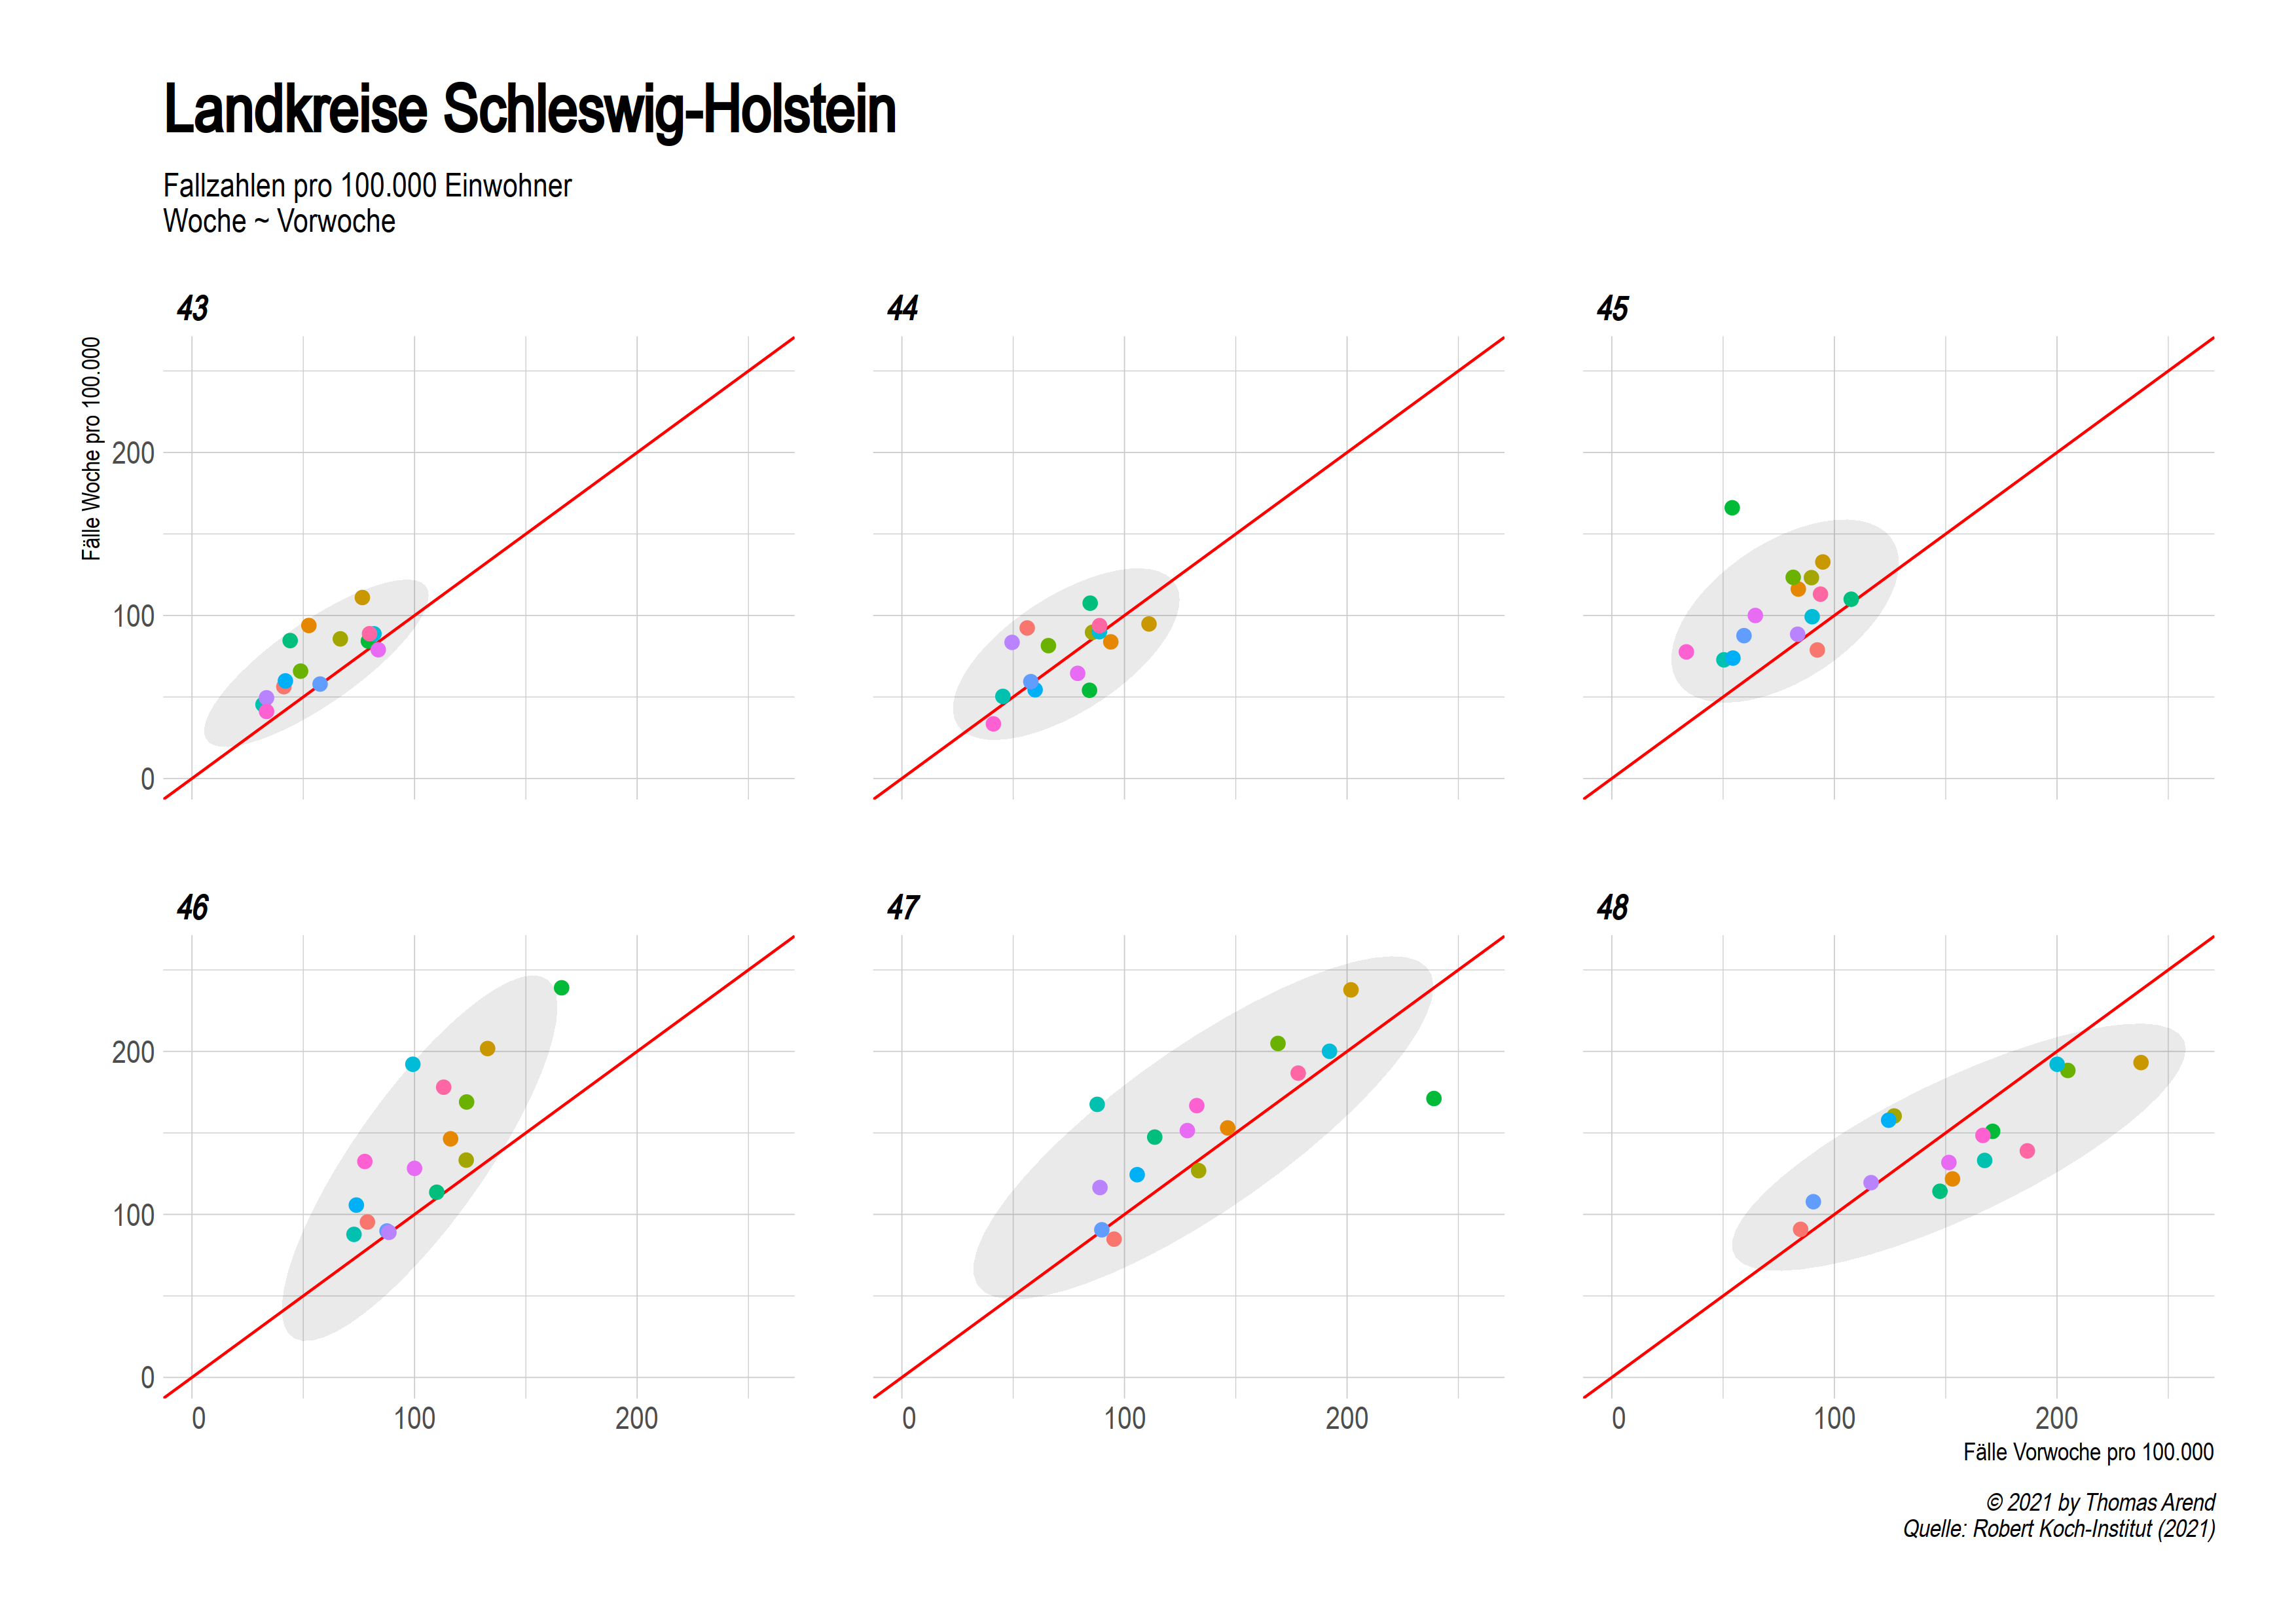 Landkreise Schleswig-Holstein
Fallzahlen pro 100.000 Einwohner
Woche ~ Vorwoche
43
44
45
Fälle Woche pro 100.000
200
100
0
46
47
48
200
100
0
0 100 200
0 100 200
0 100 200
Fälle Vorwoche pro 100.000
© 2021 by Thomas Arend
Quelle: Robert Koch-Institut (2021)